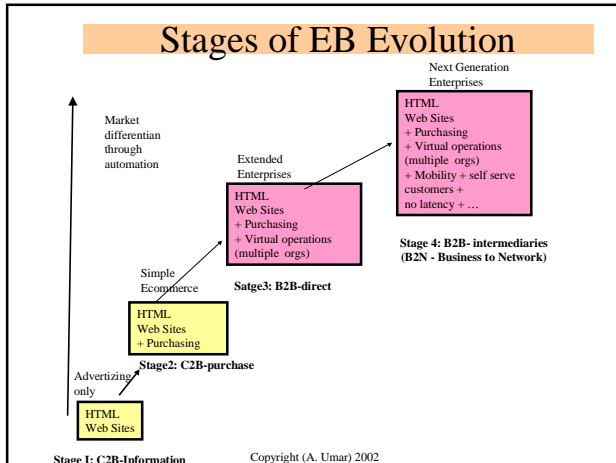 Stages of EB Evolution
Next Generation
Enterprises
HTML
Web Sites
+ Purchasing
+ Virtual operations
(multiple orgs)
+ Mobility + self serve
customers +
no latency + …
Stage 4: B2B- intermediaries
(B2N - Business to Network)
Market
differentian
through
automation
Extended
Enterprises
HTML
Web Sites
+ Purchasing
+ Virtual operations
(multiple orgs)
Satge3: B2B-direct
Simple
Ecommerce
HTML
Web Sites
+ Purchasing
Stage2: C2B-purchase
Advertizing
only
HTML
Web Sites
Stage I: C2B-Information
Copyright (A. Umar) 2002